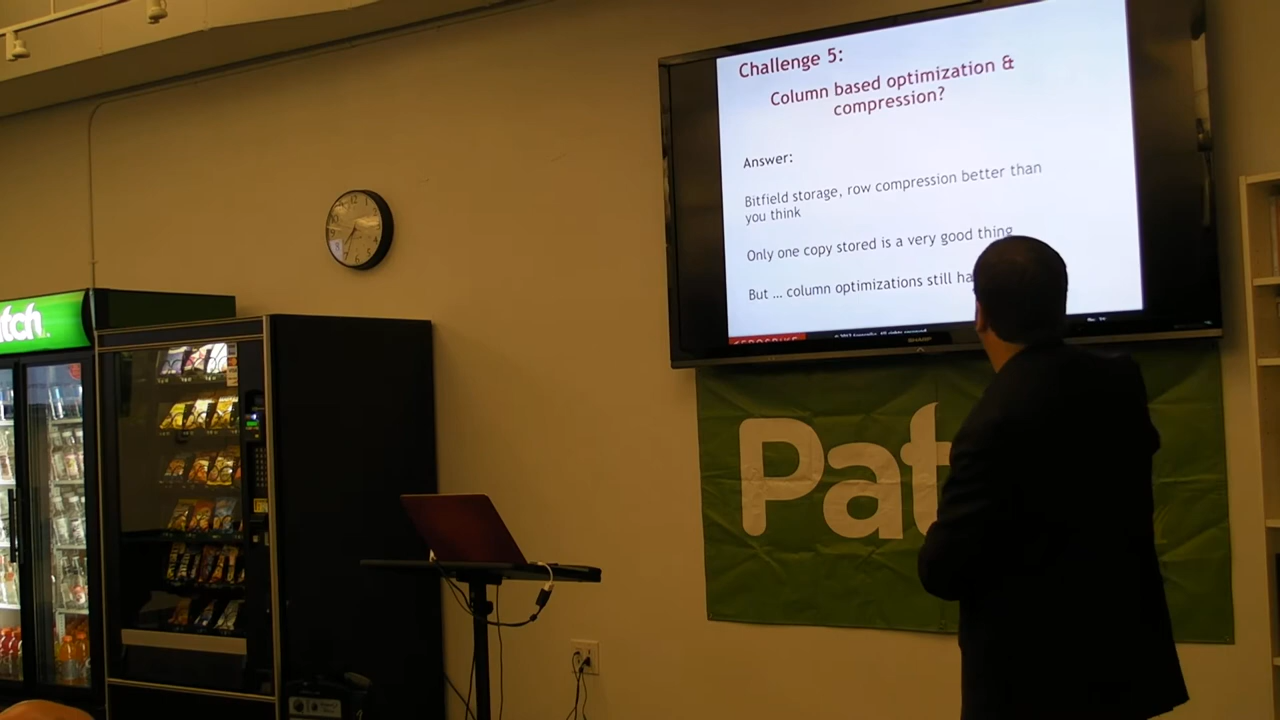 Challenge 5:
Column based optimization &
compression?
Answer:
Bitfield storage, row compression better than
you think
Only one copy stored is a very good thing
But ... column optimizations still ha
SHARP
Pat
tch